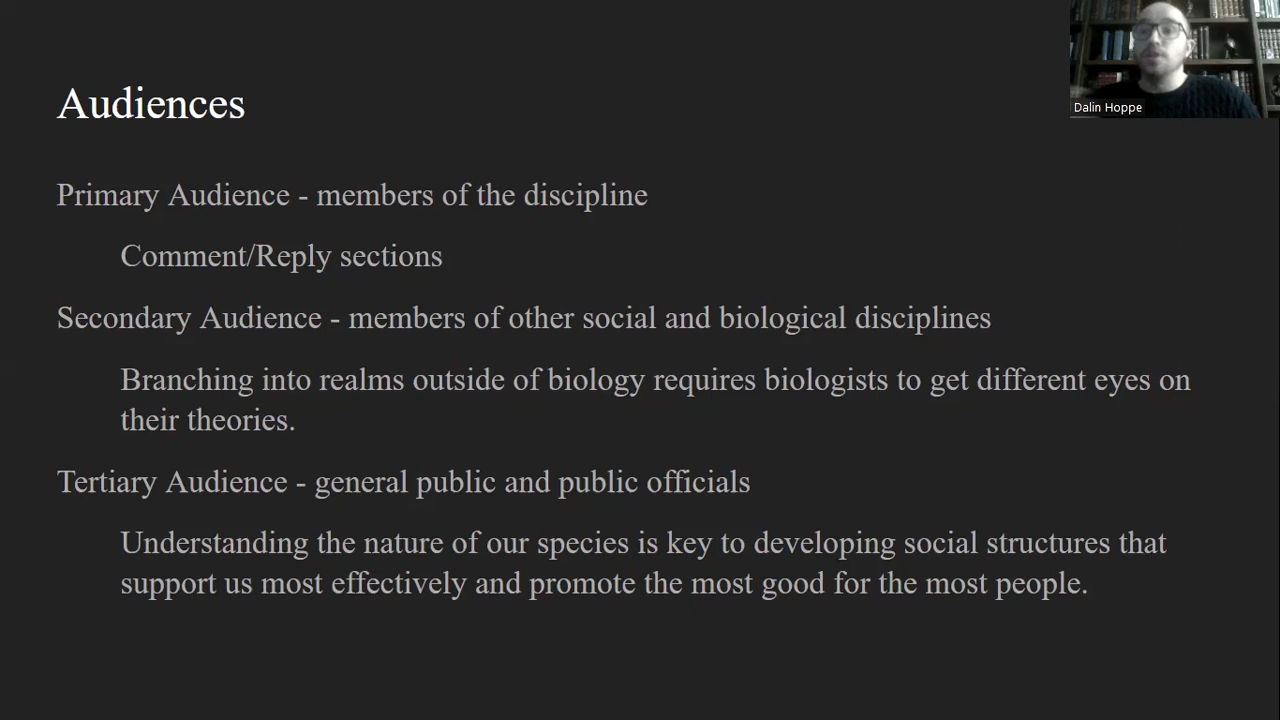 Dalin Hoppe
Audiences
Primary Audience - members of the discipline
Comment/Reply sections
Secondary Audience - members of other social and biological disciplines
Branching into realms outside of biology requires biologists to get different eyes on
their theories.
Tertiary Audience - general public and public officials
Understanding the nature of our species is key to developing social structures that
support us most effectively and promote the most good for the most people.